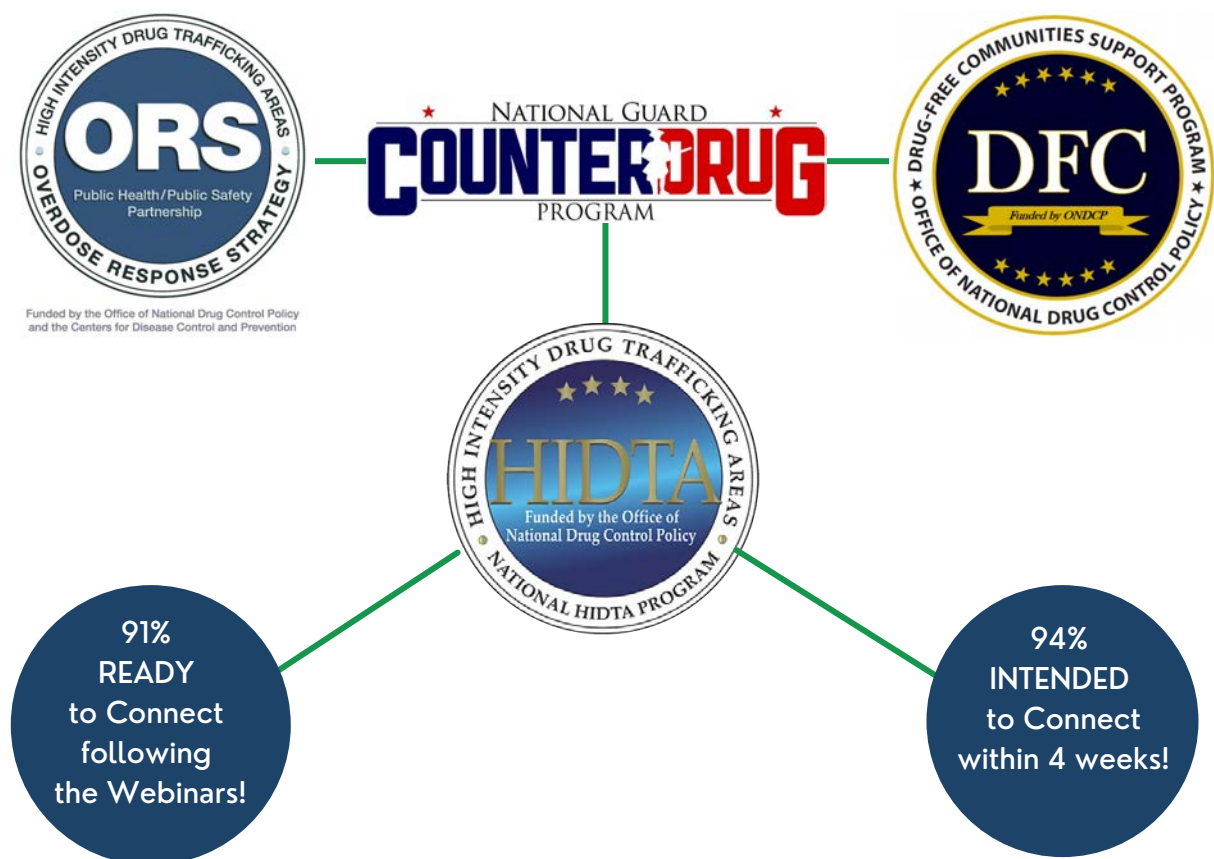 HIGH INTENSITY DRUG TRAFFICKING AREAS
ORS
Public Health/Public Safety
Partnership
OVERDOSE RESPONSE STRATEGY
Funded by the Office of National Drug Control Policy
and the Centers for Disease Control and Prevention
NATIONAL GUARD
COUNTERDRUG
PROGRAM
DRUG-FREE COMMUNITIES SUPPORT PROGRAM
DFC
Funded by ONDCP
OFFICE OF NATIONAL DRUG CONTROL POLICY
HIGH INTENSITY DRUG TRAFFICKING AREAS
HIDTA
Funded by the Office of
National Drug Control Policy
NATIONAL HIDTA PROGRAM
91%
READY
to Connect
following
the Webinars!
94%
INTENDED
to Connect
within 4 weeks!